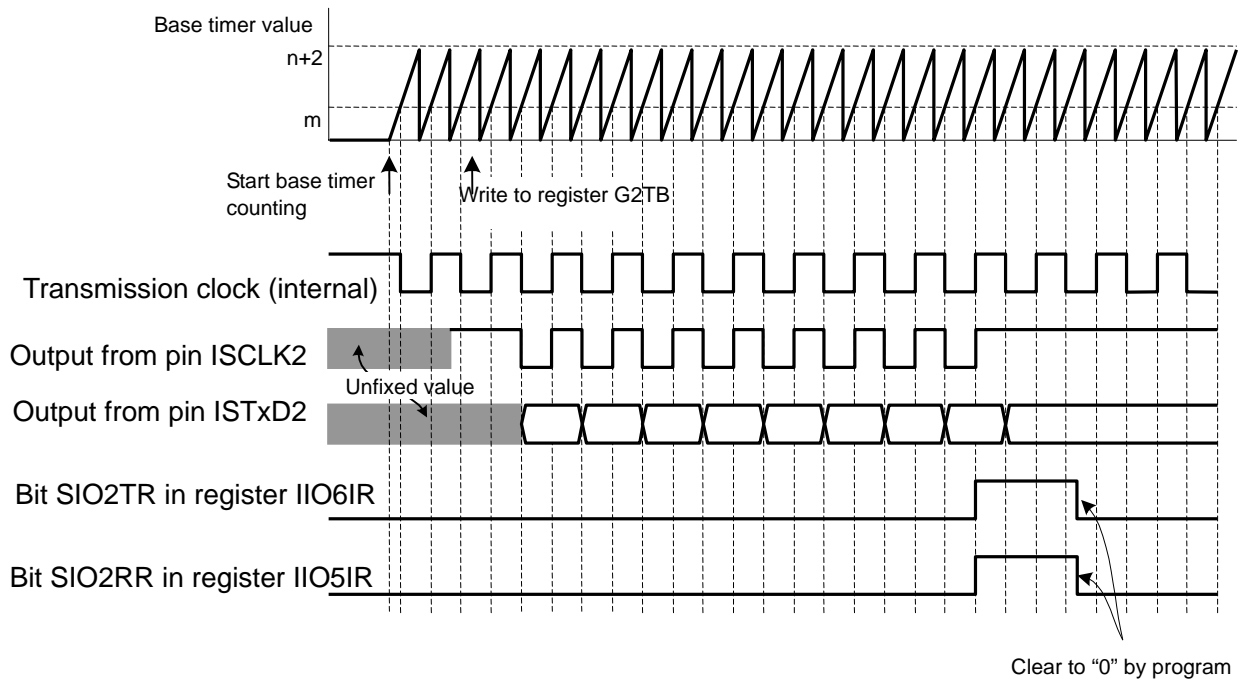 Base timer value
n+2
m
Start base timer
counting
Write to register G2TB
Transmission clock (internal)
Output from pin ISCLK2
Unfixed value
Output from pin ISTxD2
Bit SIO2TR in register IIO6IR
Bit SIO2RR in register IIO5IR
Clear to “0” by program